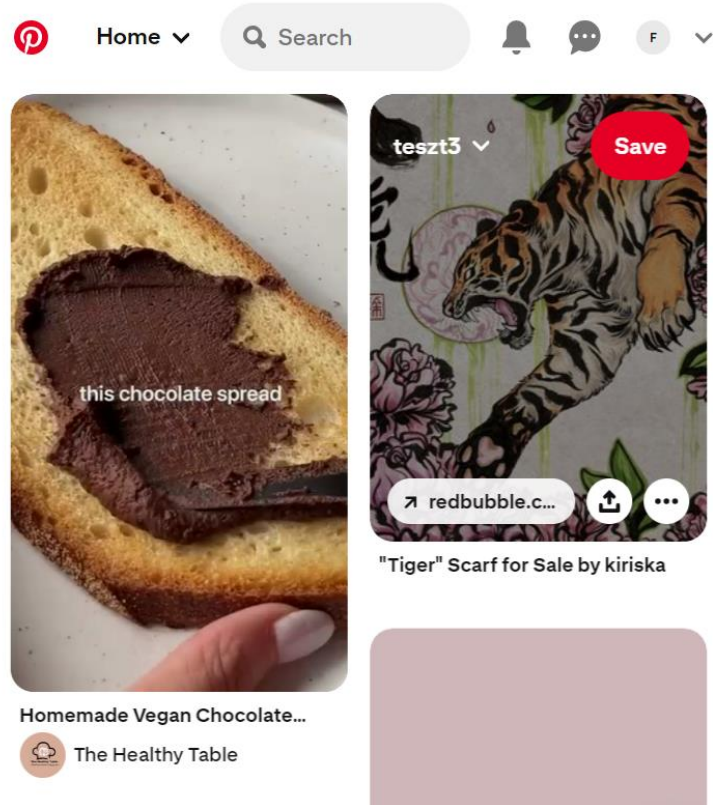 Home
Search
F
this chocolate spread
Homemade Vegan Chocolate...
The Healthy Table
teszt3
Save
redbubble.c...
"Tiger" Scarf for Sale by kiriska